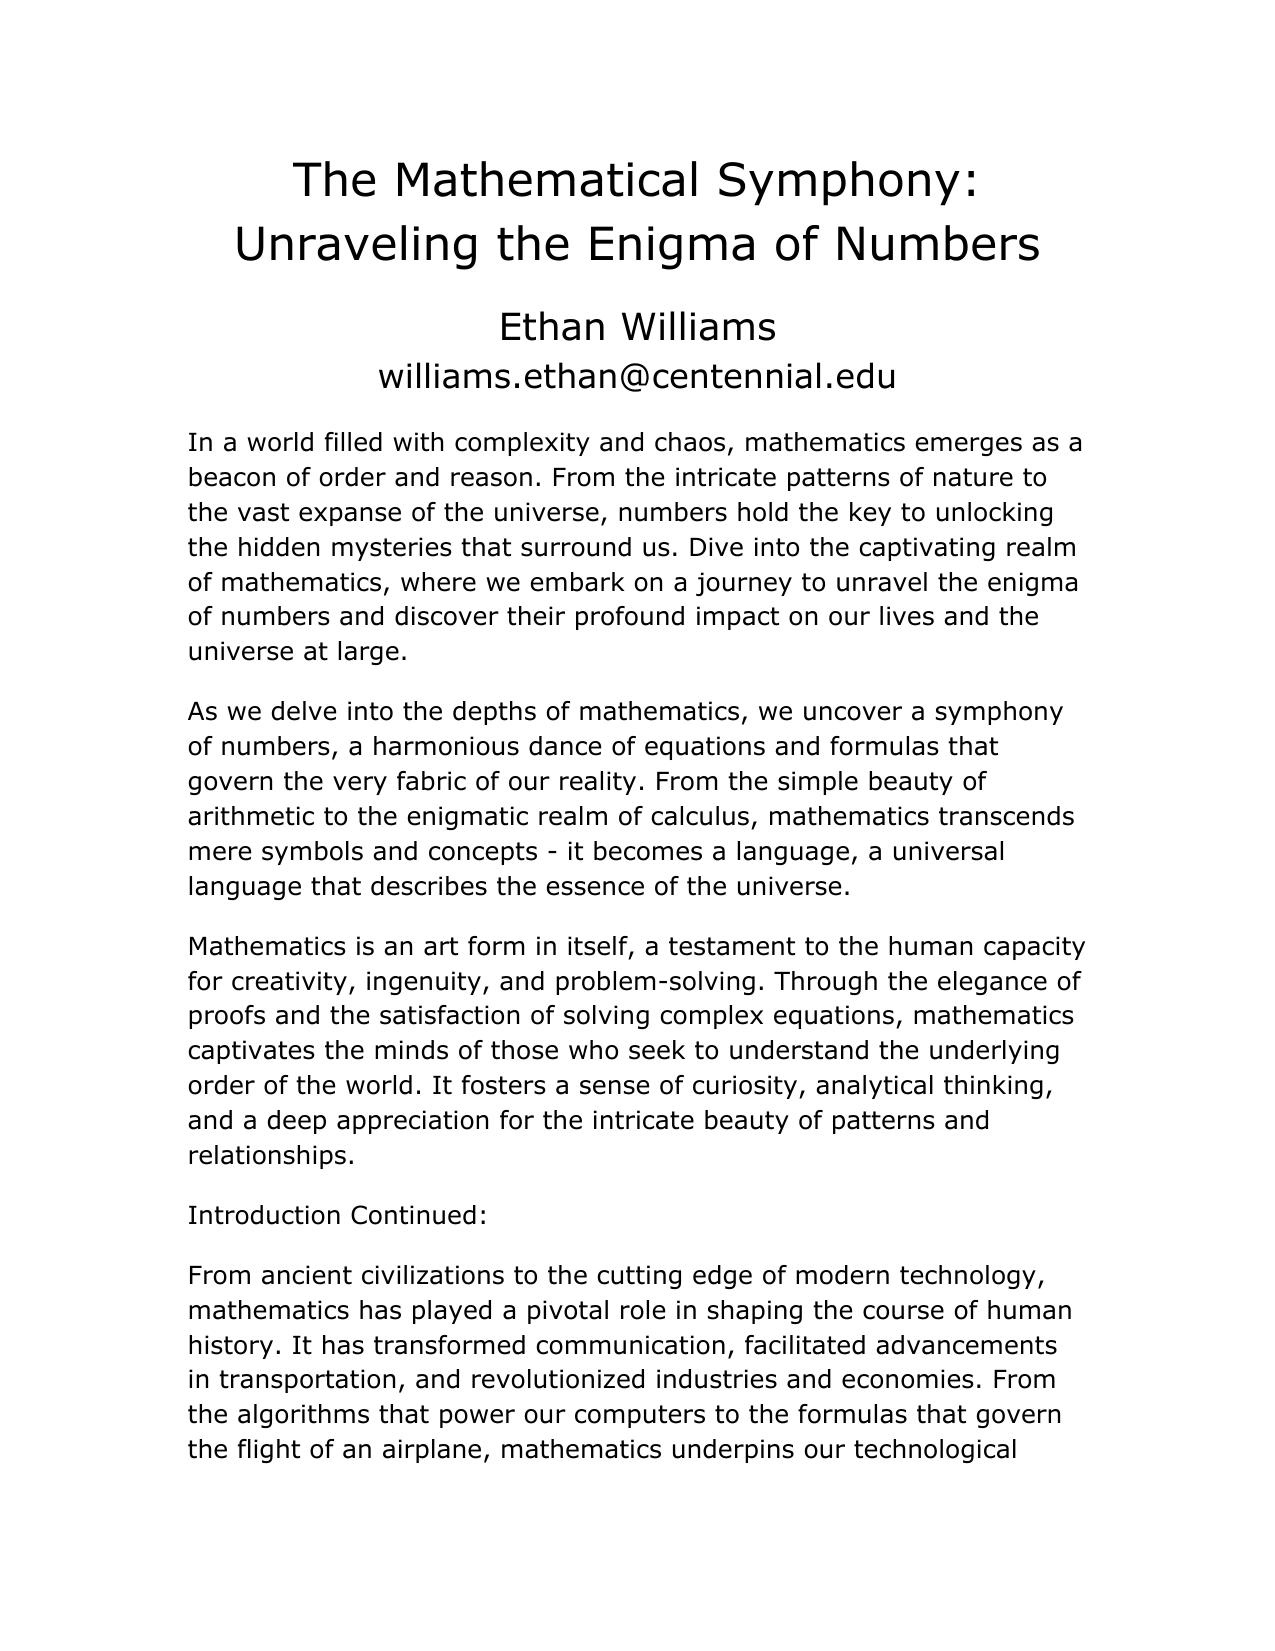 The Mathematical Symphony:
Unraveling the Enigma of Numbers
Ethan Williams
williams.ethan@centennial.edu
In a world filled with complexity and chaos, mathematics emerges as a
beacon of order and reason. From the intricate patterns of nature to
the vast expanse of the universe, numbers hold the key to unlocking
the hidden mysteries that surround us. Dive into the captivating realm
of mathematics, where we embark on a journey to unravel the enigma
of numbers and discover their profound impact on our lives and the
universe at large.
As we delve into the depths of mathematics, we uncover a symphony
of numbers, a harmonious dance of equations and formulas that
govern the very fabric of our reality. From the simple beauty of
arithmetic to the enigmatic realm of calculus, mathematics transcends
mere symbols and concepts - it becomes a language, a universal
language that describes the essence of the universe.
Mathematics is an art form in itself, a testament to the human capacity
for creativity, ingenuity, and problem-solving. Through the elegance of
proofs and the satisfaction of solving complex equations, mathematics
captivates the minds of those who seek to understand the underlying
order of the world. It fosters a sense of curiosity, analytical thinking,
and a deep appreciation for the intricate beauty of patterns and
relationships.
Introduction Continued:
From ancient civilizations to the cutting edge of modern technology,
mathematics has played a pivotal role in shaping the course of human
history. It has transformed communication, facilitated advancements
in transportation, and revolutionized industries and economies. From
the algorithms that power our computers to the formulas that govern
the flight of an airplane, mathematics underpins our technological